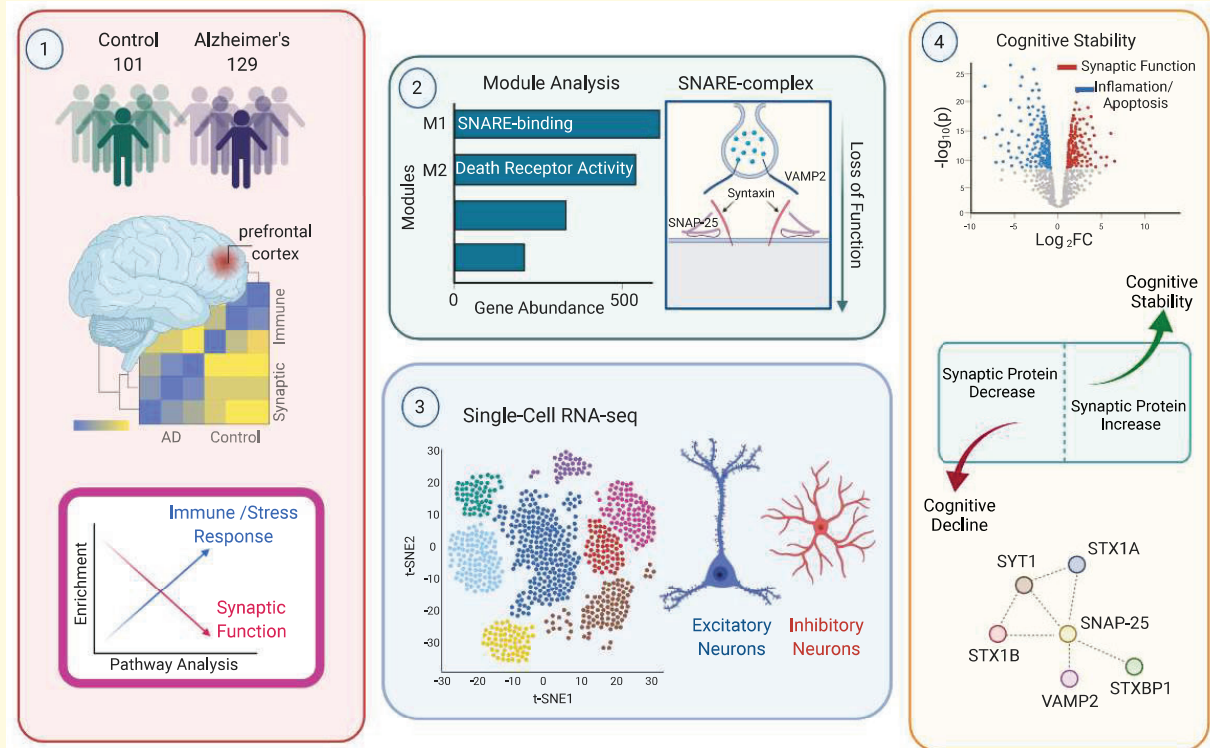 1
Control
101
Alzheimer's
129
prefrontal
cortex
Immune
Synaptic
AD
Control
Immune /Stress
Response
Synaptic
Function
Enrichment
Pathway Analysis
2
Module Analysis
Modules
M1
SNARE-binding
M2
Death Receptor Activity
0
500
Gene Abundance
SNARE-complex
VAMP2
Syntaxin
SNAP-25
Loss of Function
3
Single-Cell RNA-seq
t-SNE2
30
20
10
0
-10
-20
-30
-30
-20
-10
0
10
20
30
t-SNE1
Excitatory
Neurons
Inhibitory
Neurons
4
Cognitive Stability
Synaptic Function
Inflamation/
Apoptosis
-log10(p)
25
20
15
10
5
0
-10
-5
0
5
10
Log 2FC
Cognitive
Stability
Synaptic Protein
Decrease
Synaptic Protein
Increase
Cognitive
Decline
SYT1
STX1A
SNAP-25
STX1B
VAMP2
STXBP1